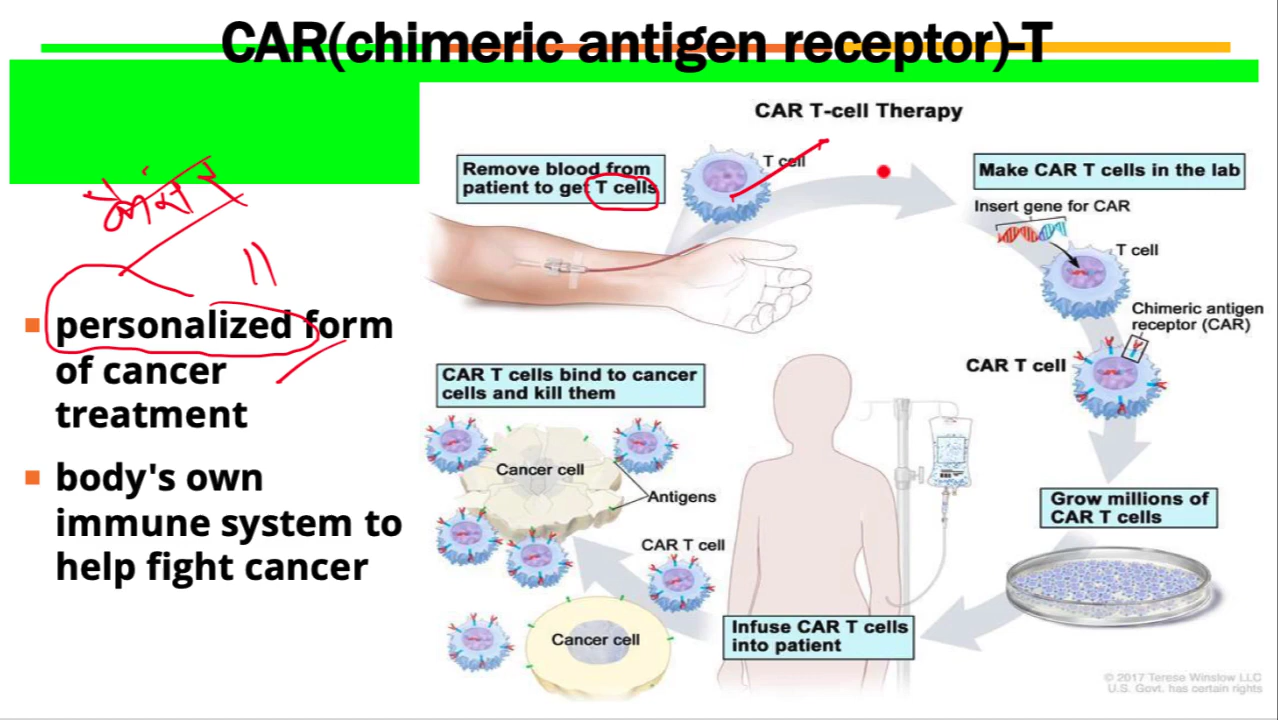 CAR(chimeric antigen receptor)-T
CAR T-cell Therapy
Remove blood from
patient to get T cells
T cell
Make CAR T cells in the lab
Insert gene for CAR
T cell
Chimeric antigen
receptor (CAR)
CAR T cell
Grow millions of
CAR T cells
Infuse CAR T cells
into patient
CAR T cells bind to cancer
cells and kill them
Cancer cell
Antigens
CAR T cell
Cancer cell
personalized form
of cancer
treatment
body's own
immune system to
help fight cancer
© 2017 Terese Winslow LLC
U.S. Govt. has certain rights